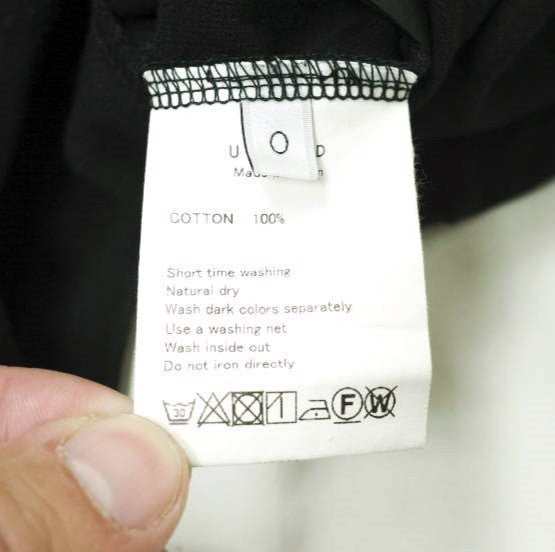 O
COTTON 100%
Short time washing
Natural dry
Wash dark colors separately
Use a washing net
Wash inside out
Do not iron directly
30 F W